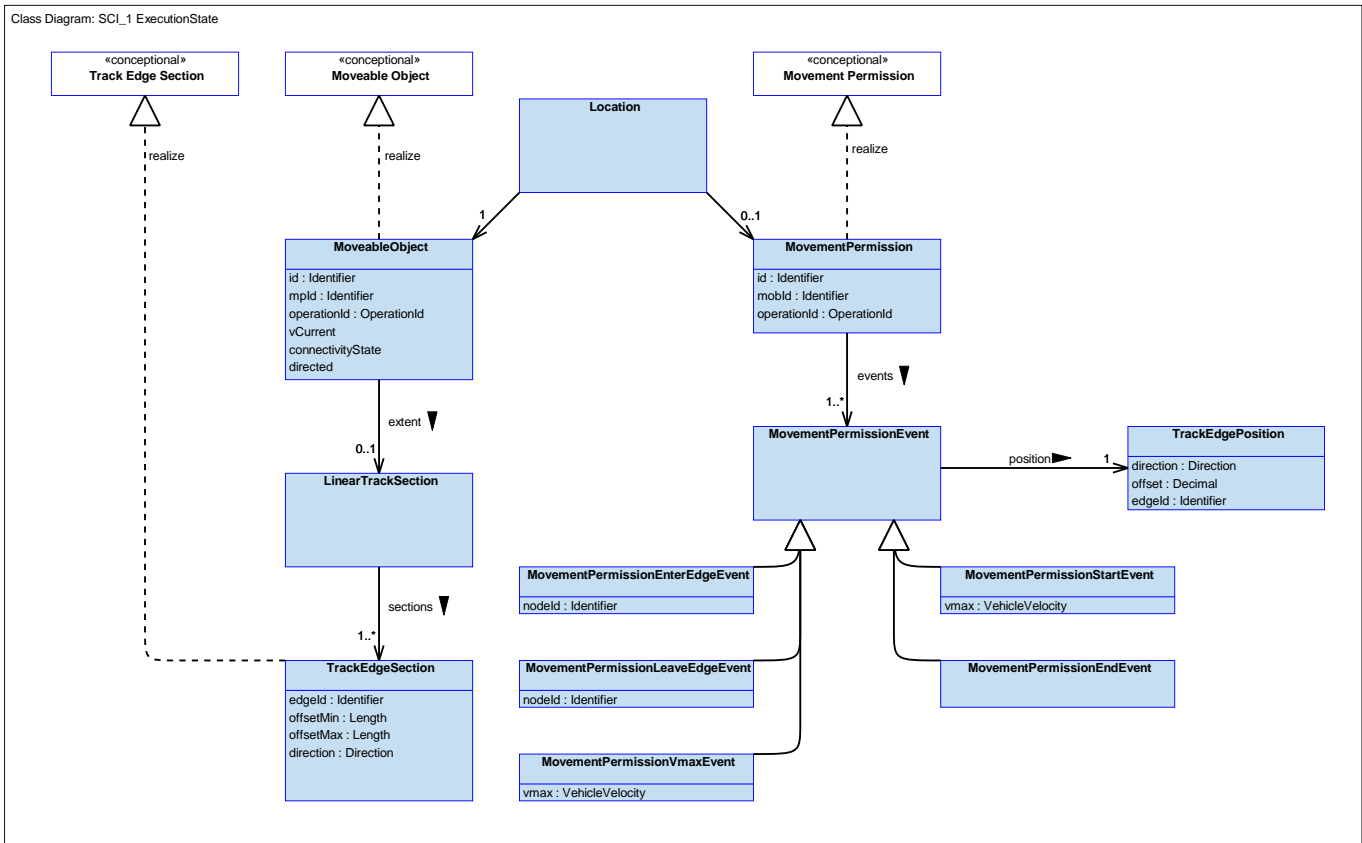 Class Diagram: SCI_1 ExecutionState
«conceptional»
Track Edge Section
«conceptional»
Moveable Object
«conceptional»
Movement Permission
Location
realize
realize
realize
1
0..1
MoveableObject
id : Identifier
mpId : Identifier
operationId : OperationId
vCurrent
connectivityState
directed
MovementPermission
id : Identifier
mobId : Identifier
operationId : OperationId
events
1..*
extent
0..1
MovementPermissionEvent
position
1
TrackEdgePosition
direction : Direction
offset : Decimal
edgeId : Identifier
LinearTrackSection
sections
1..*
MovementPermissionEnterEdgeEvent
nodeId : Identifier
MovementPermissionStartEvent
vmax : VehicleVelocity
TrackEdgeSection
edgeId : Identifier
offsetMin : Length
offsetMax : Length
direction : Direction
MovementPermissionLeaveEdgeEvent
nodeId : Identifier
MovementPermissionEndEvent
MovementPermissionVmaxEvent
vmax : VehicleVelocity